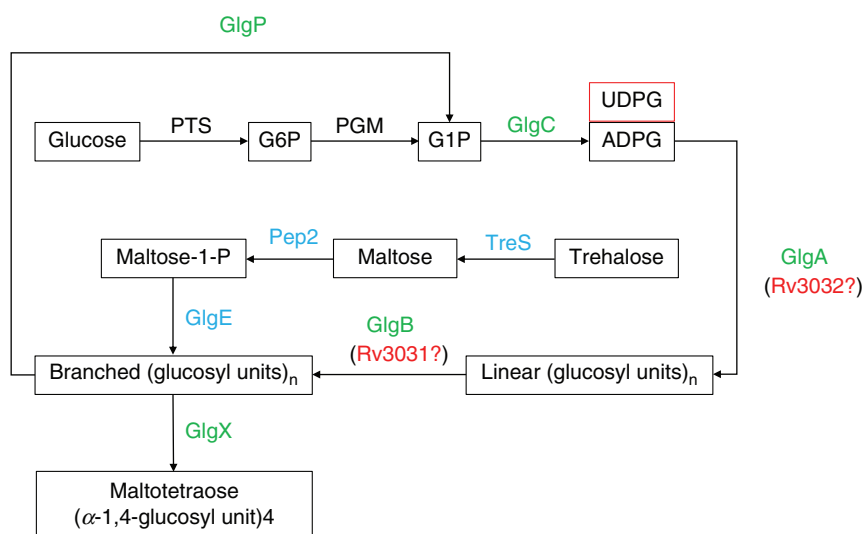 GlgP
UDPG
Glucose
PTS
G6P
PGM
G1P
GlgC
ADPG
Maltose-1-P
Pep2
Maltose
TreS
Trehalose
GlgA
(Rv3032?)
GlgE
GlgB
(Rv3031?)
Branched (glucosyl units)n
Linear (glucosyl units)n
GlgX
Maltotetraose
(α-1,4-glucosyl unit)4